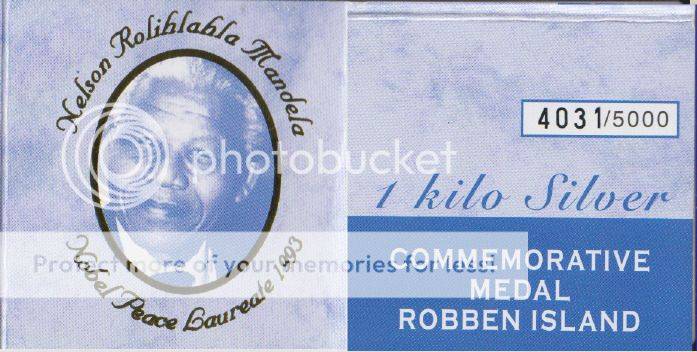 Nelson Rolihlahla Mandela
Nobel Peace Laureate 1993
4031/5000
1 kilo Silver
COMMEMORATIVE
MEDAL
ROBBEN ISLAND
photobucket
Protect more of your memories for less!